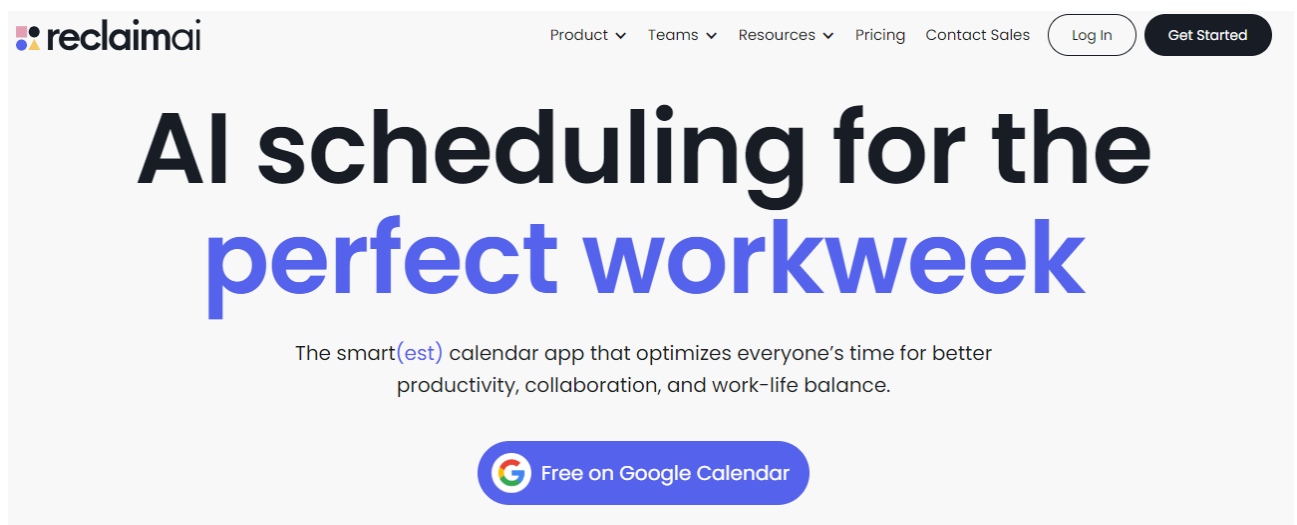 reclaimai
Product Teams Resources Pricing Contact Sales Log In Get Started
AI scheduling for the
perfect workweek
The smart(est) calendar app that optimizes everyone’s time for better
productivity, collaboration, and work-life balance.
G Free on Google Calendar